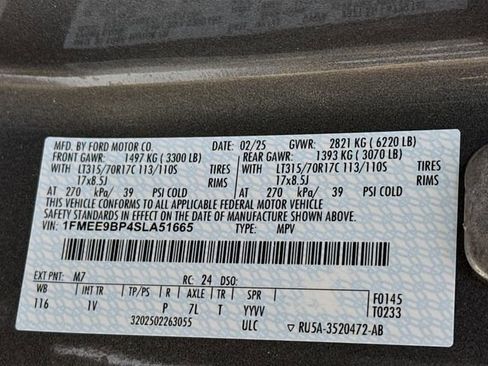 MFD. BY FORD MOTOR CO. 02/25 GVWR: 2821 KG (6220 LB)
FRONT GAWR: 1497 KG (3300 LB) REAR GAWR: 1393 KG (3070 LB)
WITH LT315/70R17C 113/110S TIRES WITH LT315/70R17C 113/110S TIRES
17x8.5J RIMS 17x8.5J RIMS
AT 270 kPa/ 39 PSI COLD AT 270 kPa/ 39 PSI COLD
THIS VEHICLE CONFORMS TO ALL APPLICABLE FEDERAL MOTOR VEHICLE
SAFETY, BUMPER, AND THEFT PREVENTION STANDARDS IN EFFECT ON THE DATE OF MANUFACTURE SHOWN ABOVE.
VIN: 1FMEE9BP4SLA51665 TYPE: MPV
EXT PNT: M7 RC: 24 DSO:
WB INT TR TP/PS R AXLE T SPR F0145
116 1V P 7L T YYVV T0233
3202502263055 ULC RU5A-3520472-AB